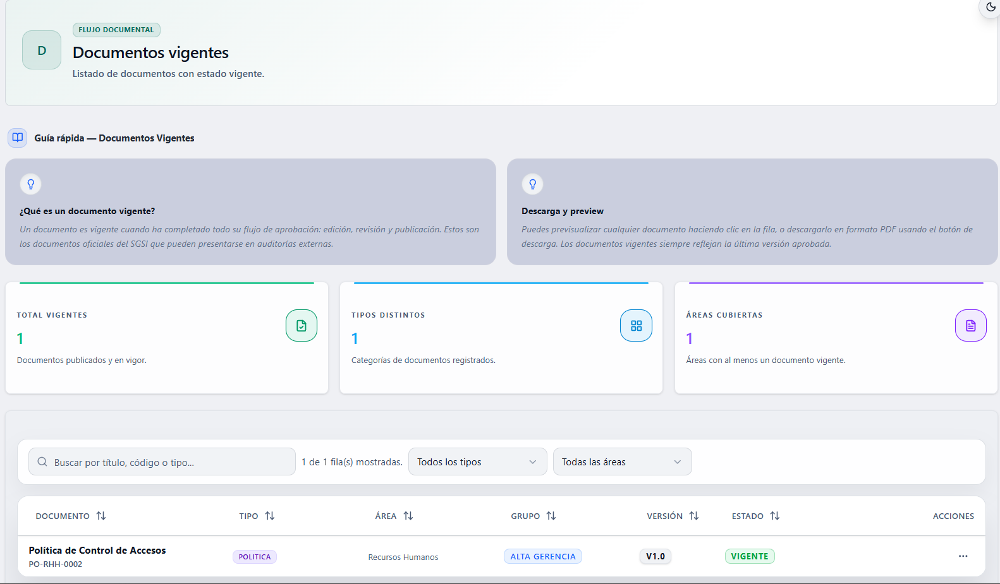 FLUJO DOCUMENTAL
D
Documentos vigentes
Listado de documentos con estado vigente.
Guía rápida — Documentos Vigentes
¿Qué es un documento vigente?
Un documento es vigente cuando ha completado todo su flujo de aprobación: edición, revisión y publicación. Estos son
los documentos oficiales del SGSI que pueden presentarse en auditorías externas.
Descarga y preview
Puedes previsualizar cualquier documento haciendo clic en la fila, o descargarlo en formato PDF usando el botón de
descarga. Los documentos vigentes siempre reflejan la última versión aprobada.
TOTAL VIGENTES
1
Documentos publicados y en vigor.
TIPOS DISTINTOS
1
Categorías de documentos registrados.
ÁREAS CUBIERTAS
1
Áreas con al menos un documento vigente.
Buscar por título, código o tipo... 1 de 1 fila(s) mostradas. Todos los tipos Todas las áreas
DOCUMENTO TIPO ÁREA GRUPO VERSIÓN ESTADO ACCIONES
Política de Control de Accesos
PO-RHH-0002
POLITICA Recursos Humanos ALTA GERENCIA V1.0 VIGENTE